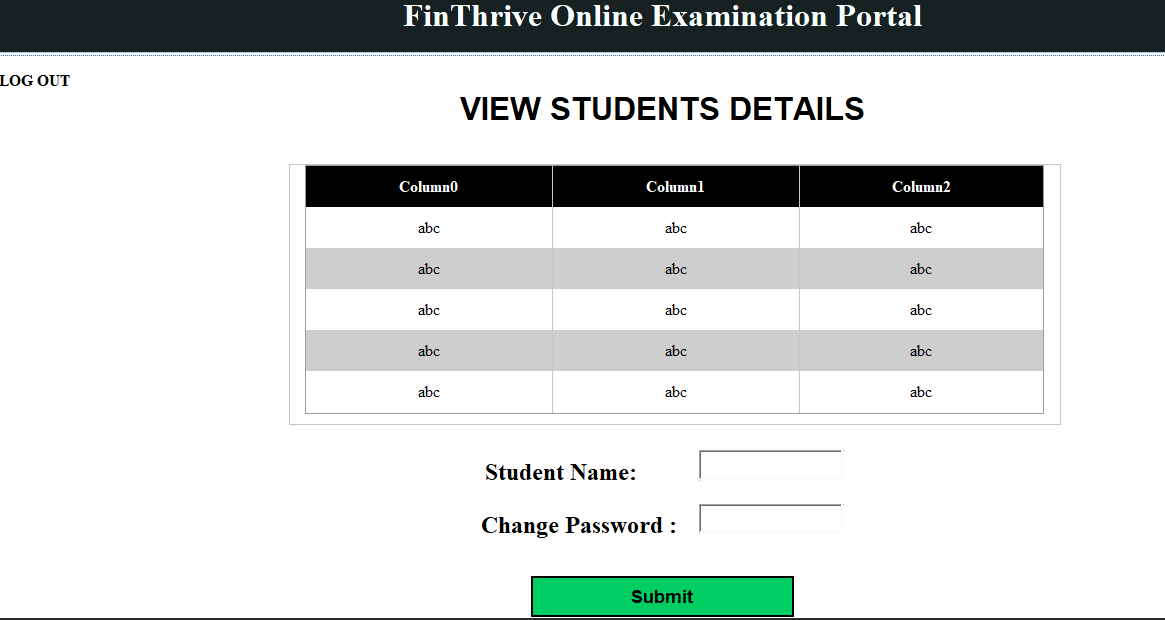 FinThrive Online Examination Portal
LOG OUT
VIEW STUDENTS DETAILS
Column0 Column1 Column2
abc abc abc
abc abc abc
abc abc abc
abc abc abc
abc abc abc
Student Name:
Change Password :
Submit